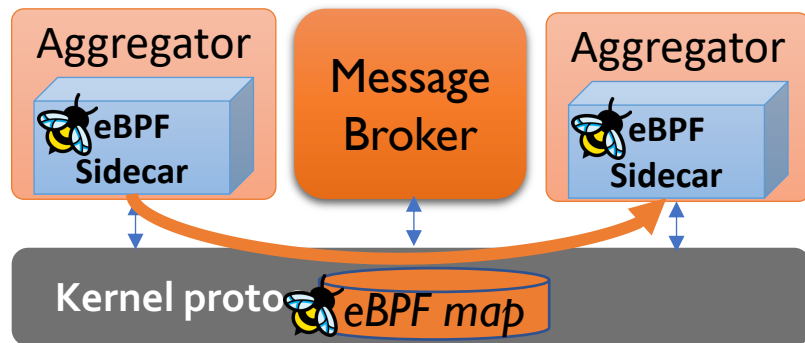 Aggregator
eBPF
Sidecar
Message
Broker
Aggregator
eBPF
Sidecar
Kernel proto
eBPF map